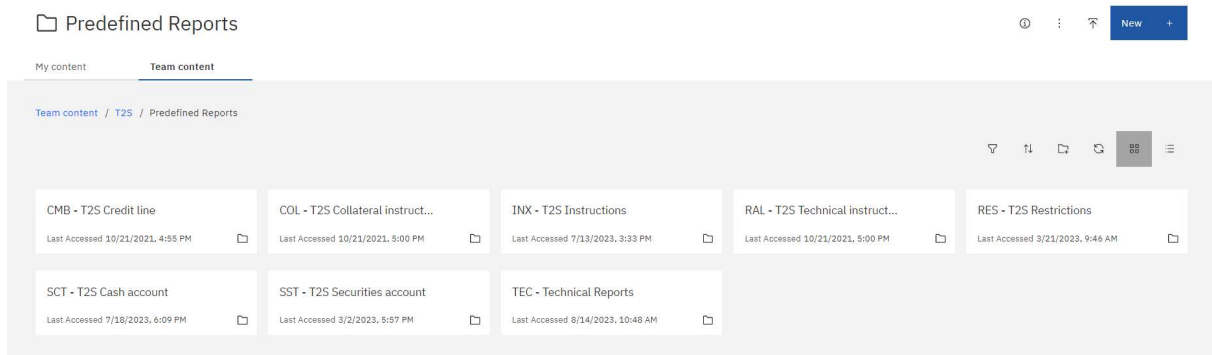 Predefined Reports
New +
My content
Team content
Team content / T2S / Predefined Reports
CMB - T2S Credit line
Last Accessed 10/21/2021, 4:55 PM
COL - T2S Collateral instruct...
Last Accessed 10/21/2021, 5:00 PM
INX - T2S Instructions
Last Accessed 7/13/2023, 3:33 PM
RAL - T2S Technical instruct...
Last Accessed 10/21/2021, 5:00 PM
RES - T2S Restrictions
Last Accessed 3/21/2023, 9:46 AM
SCT - T2S Cash account
Last Accessed 7/18/2023, 6:09 PM
SST - T2S Securities account
Last Accessed 3/2/2023, 5:57 PM
TEC - Technical Reports
Last Accessed 8/14/2023, 10:48 AM